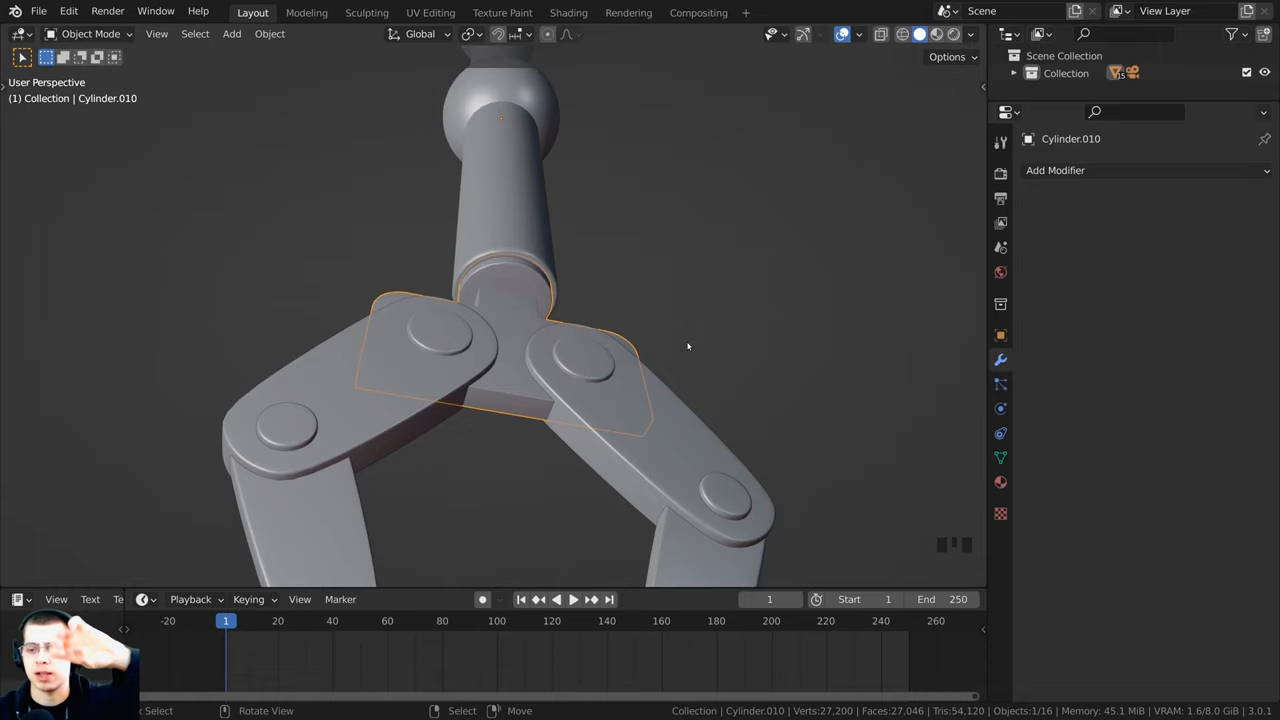 File Edit Render Window Help Layout Modeling Sculpting UV Editing Texture Paint Shading Rendering Compositing + Scene View Layer
Object Mode View Select Add Object Global
Options
Scene Collection
Collection 15
User Perspective
(1) Collection | Cylinder.010
Cylinder.010
Add Modifier
View Text Te Playback Keying View Marker 1 Start 1 End 250
-20 1 20 40 60 80 100 120 140 160 180 200 220 240 260
Select Rotate View Select Move Collection | Cylinder.010 | Verts:27,200 | Faces:27,046 | Tris:54,120 | Objects:1/16 | Memory: 45.1 MiB | VRAM: 1.6/8.0 GiB | 3.0.1